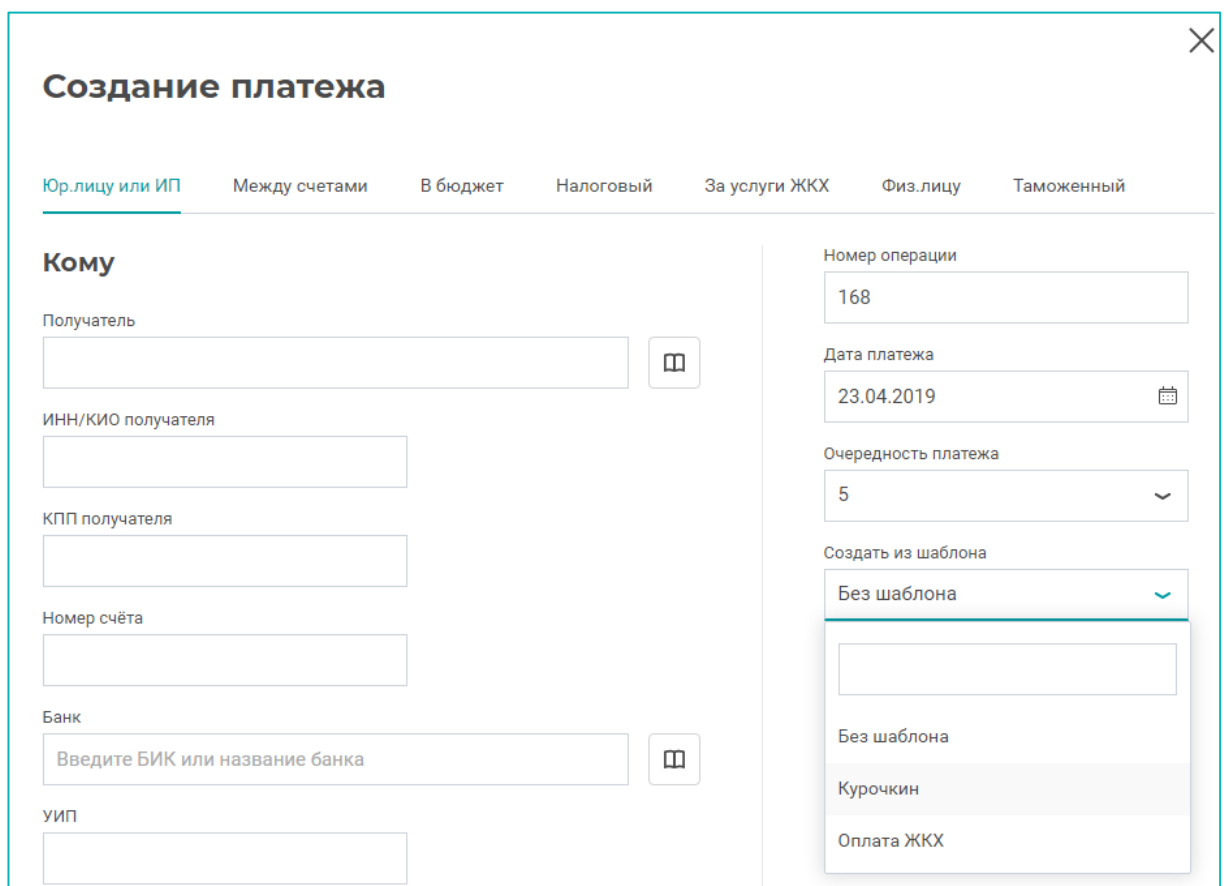 Создание платежа
Юр.лицу или ИП Между счетами В бюджет Налоговый За услуги ЖКХ Физ.лицу Таможенный
Кому
Получатель
ИНН/КИО получателя
КПП получателя
Номер счёта
Банк
Введите БИК или название банка
УИП
Номер операции
168
Дата платежа
23.04.2019
Очередность платежа
5
Создать из шаблона
Без шаблона
Без шаблона
Курочкин
Оплата ЖКХ